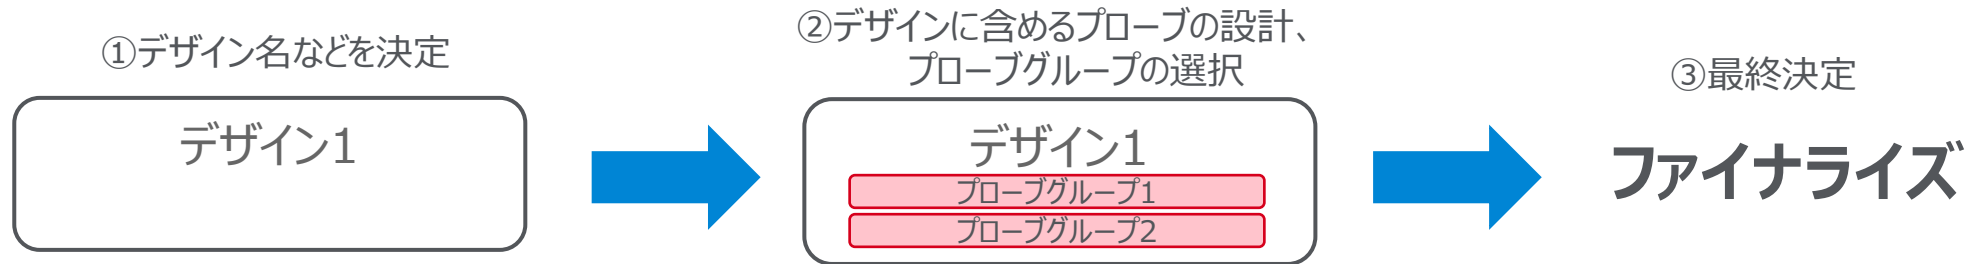 ①デザイン名などを決定
デザイン1
②デザインに含めるプローブの設計、
プローブグループの選択
デザイン1
プローブグループ1
プローブグループ2
③最終決定
ファイナライズ